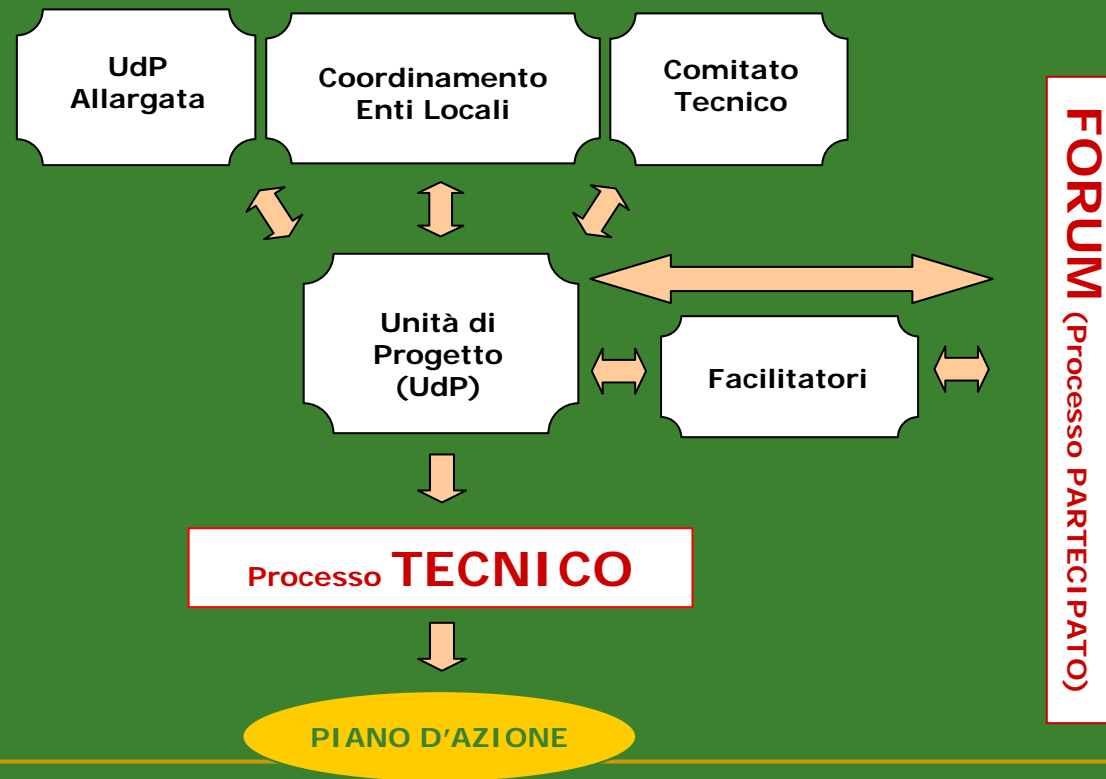 UdP
Allargata
Coordinamento
Enti Locali
Comitato
Tecnico
Unità di
Progetto
(UdP)
Facilitatori
FORUM (Processo PARTECIPATO)
Processo TECNICO
PIANO D'AZIONE